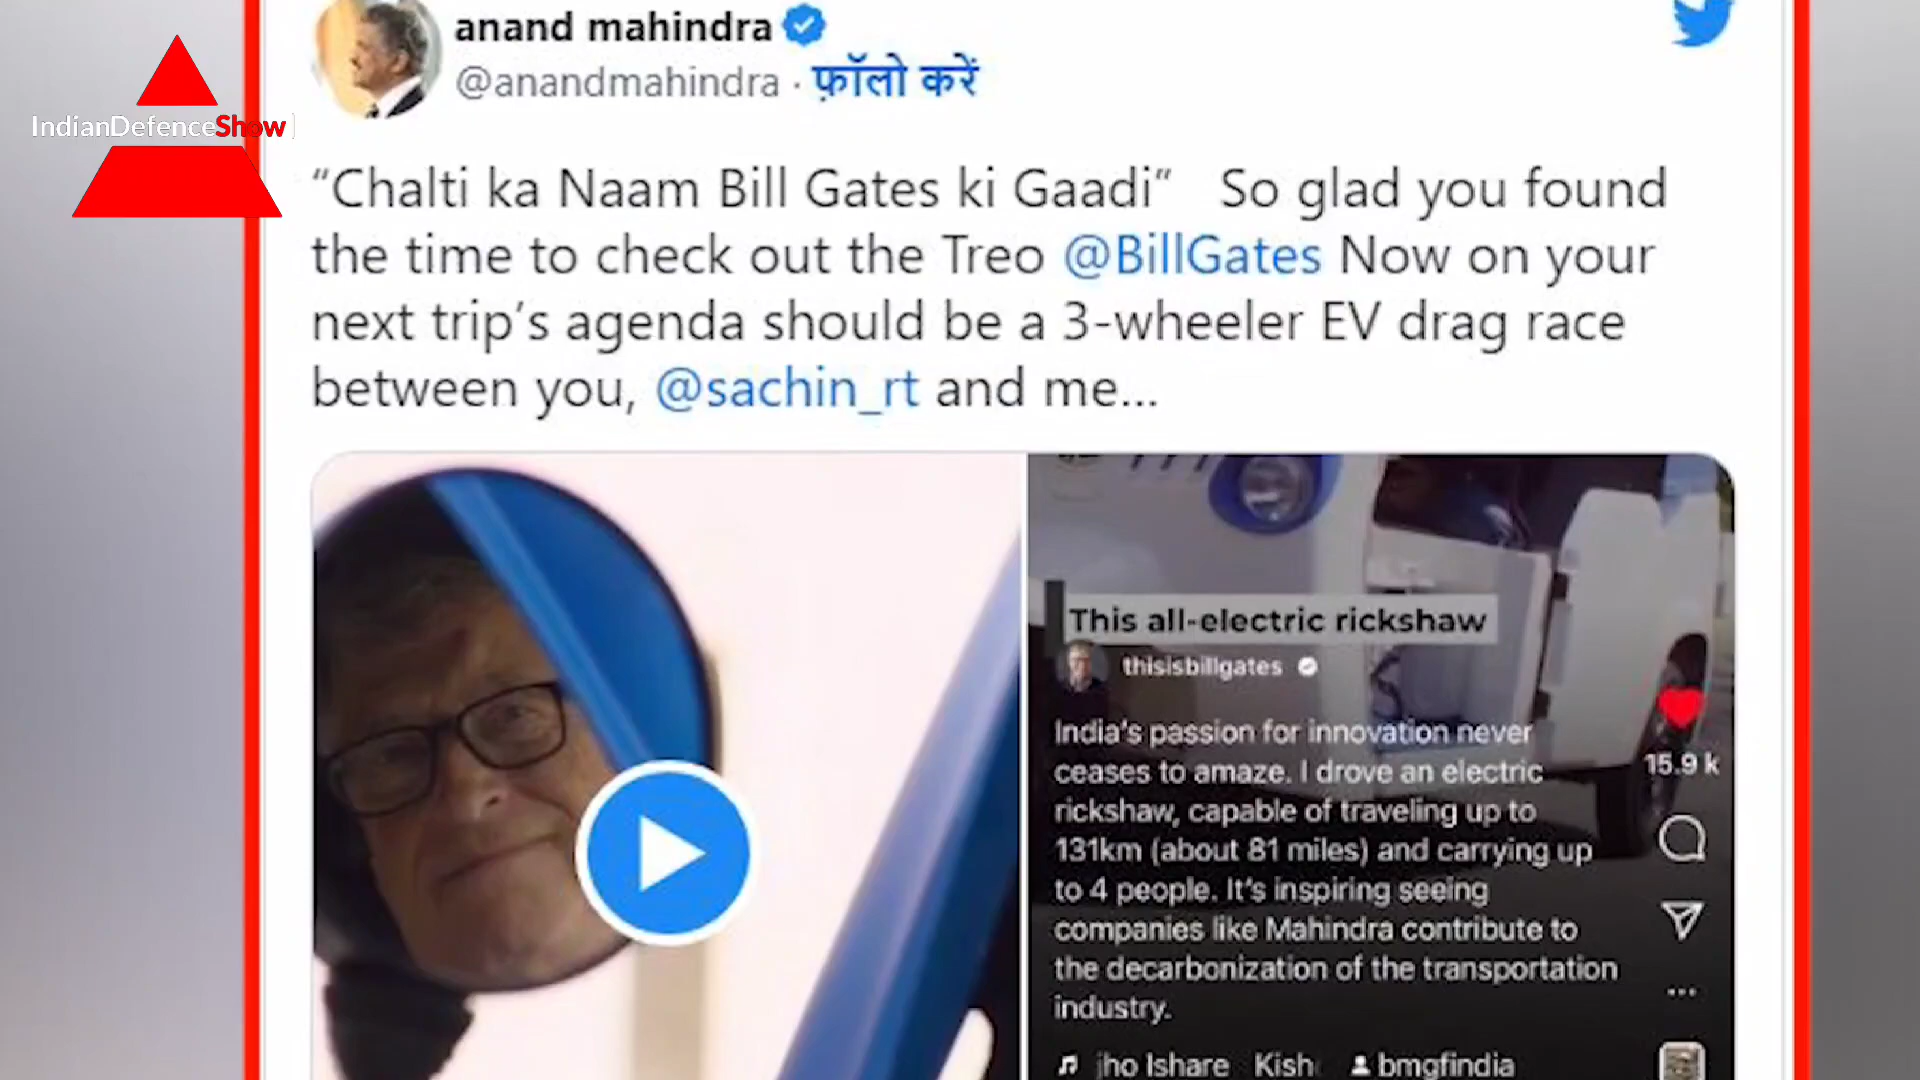 anand mahindra
@anandmahindra · फ़ॉलो करें
IndianDefenceShow
“Chalti ka Naam Bill Gates ki Gaadi” So glad you found
the time to check out the Treo @BillGates Now on your
next trip’s agenda should be a 3-wheeler EV drag race
between you, @sachin_rt and me...
This all-electric rickshaw
thisisbillgates
India's passion for innovation never
ceases to amaze. I drove an electric
rickshaw, capable of traveling up to
131km (about 81 miles) and carrying up
to 4 people. It's inspiring seeing
companies like Mahindra contribute to
the decarbonization of the transportation
industry.
15.9 k
...
jho Ishare Kish bmgfindia